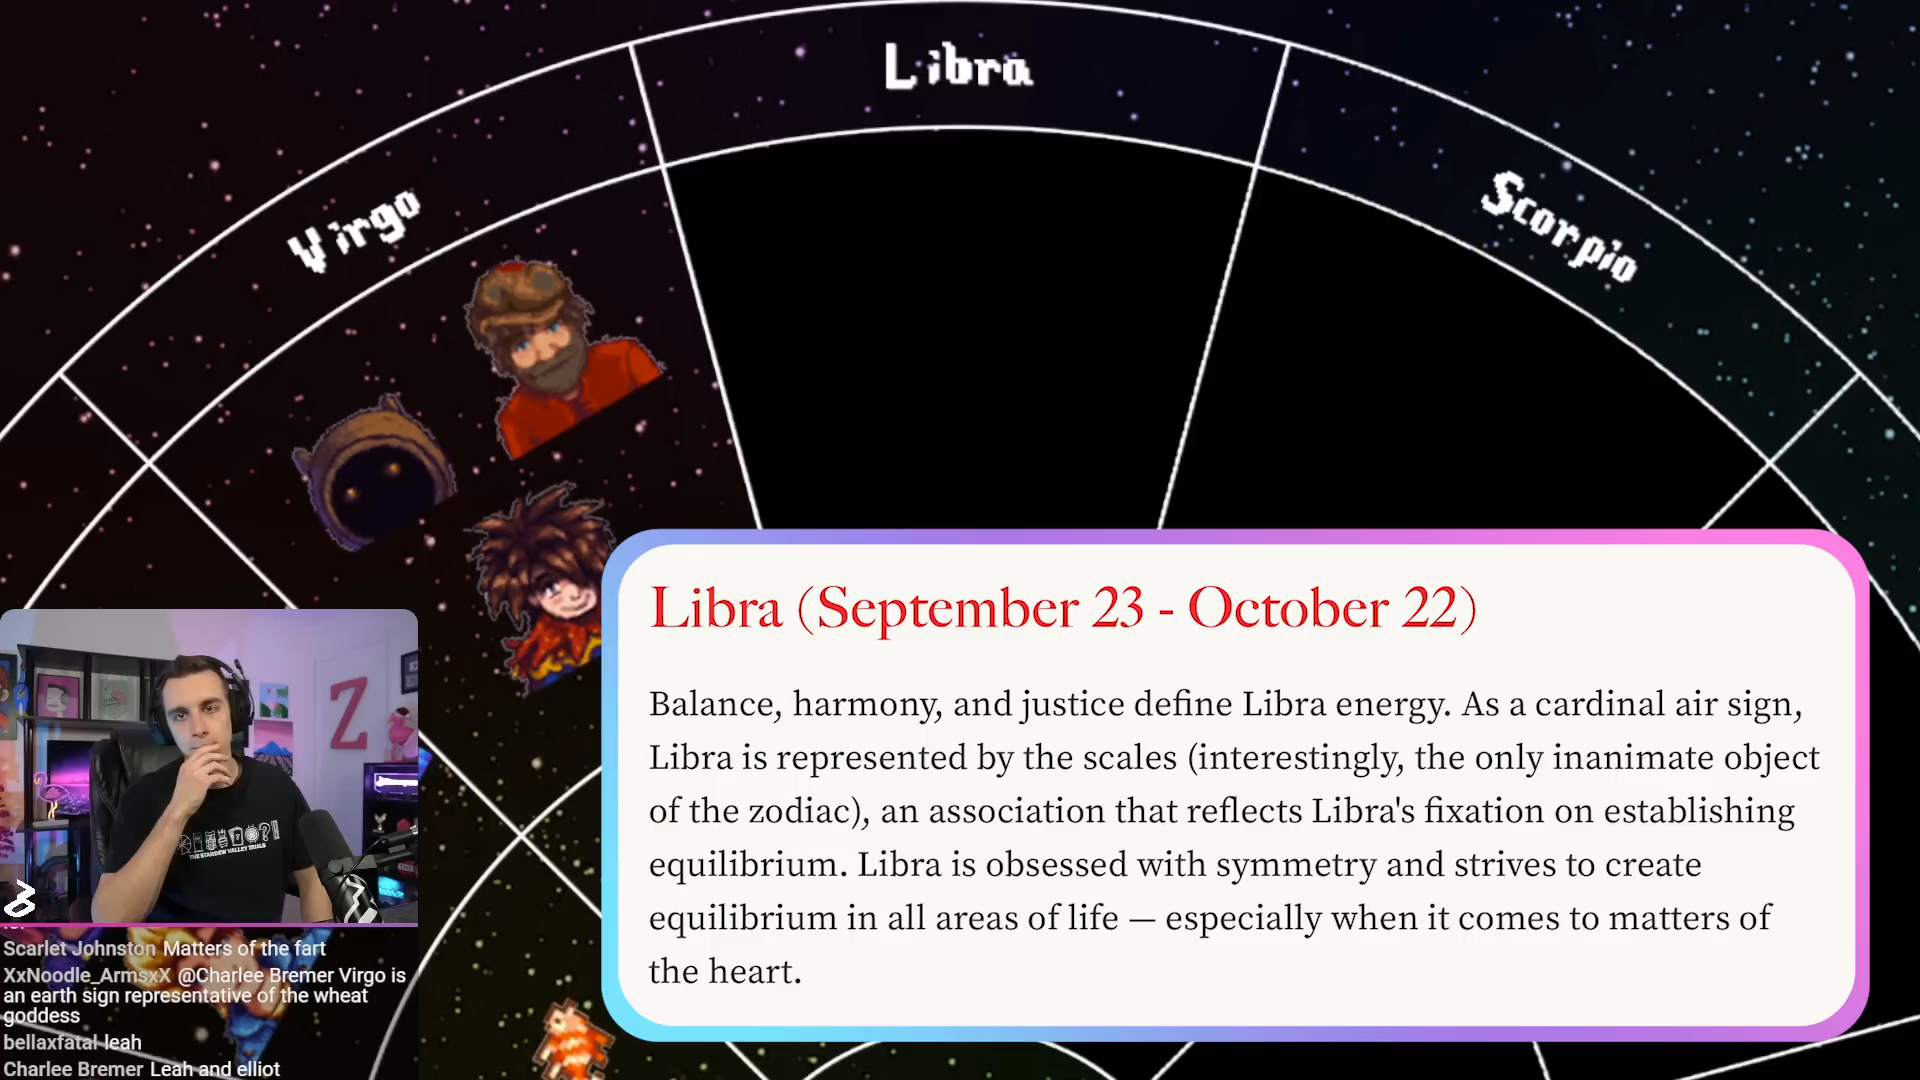 Libra
Virgo
Scorpio
Libra (September 23 - October 22)
Balance, harmony, and justice define Libra energy. As a cardinal air sign,
Libra is represented by the scales (interestingly, the only inanimate object
of the zodiac), an association that reflects Libra's fixation on establishing
equilibrium. Libra is obsessed with symmetry and strives to create
equilibrium in all areas of life — especially when it comes to matters of
the heart.
Z
THE STARDEW VALLEY TRIALS
Scarlet Johnston Matters of the fart
XxNoodle_ArmsxX @Charlee Bremer Virgo is
an earth sign representative of the wheat
goddess
bellaxfatal leah
Charlee Bremer Leah and elliot